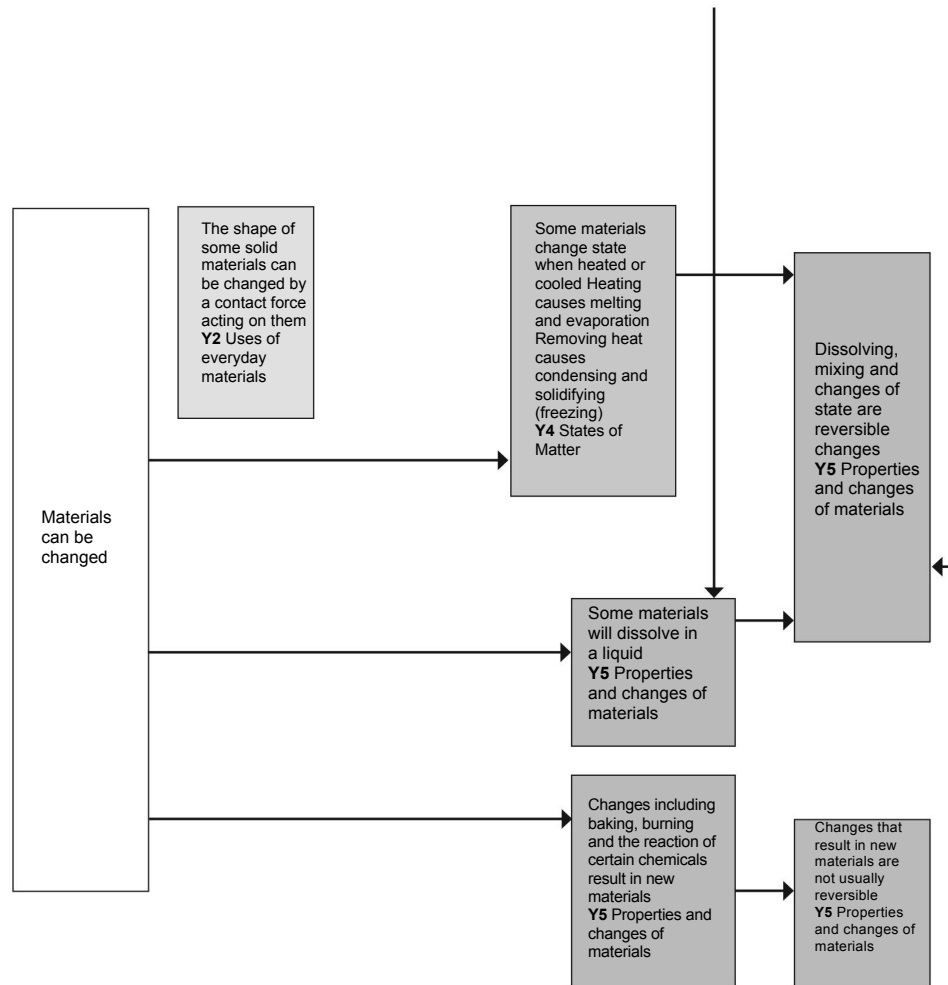 Materials
can be
changed
The shape of
some solid
materials can
be changed by
a contact force
acting on them
Y2 Uses of
everyday
materials
Some materials
change state
when heated or
cooled Heating
causes melting
and evaporation
Removing heat
causes
condensing and
solidifying
(freezing)
Y4 States of
Matter
Dissolving,
mixing and
changes of
state are
reversible
changes
Y5 Properties
and changes
of materials
Some materials
will dissolve in
a liquid
Y5 Properties
and changes of
materials
Changes including
baking, burning
and the reaction of
certain chemicals
result in new
materials
Y5 Properties and
changes of
materials
Changes that
result in new
materials are
not usually
reversible
Y5 Properties
and changes of
materials